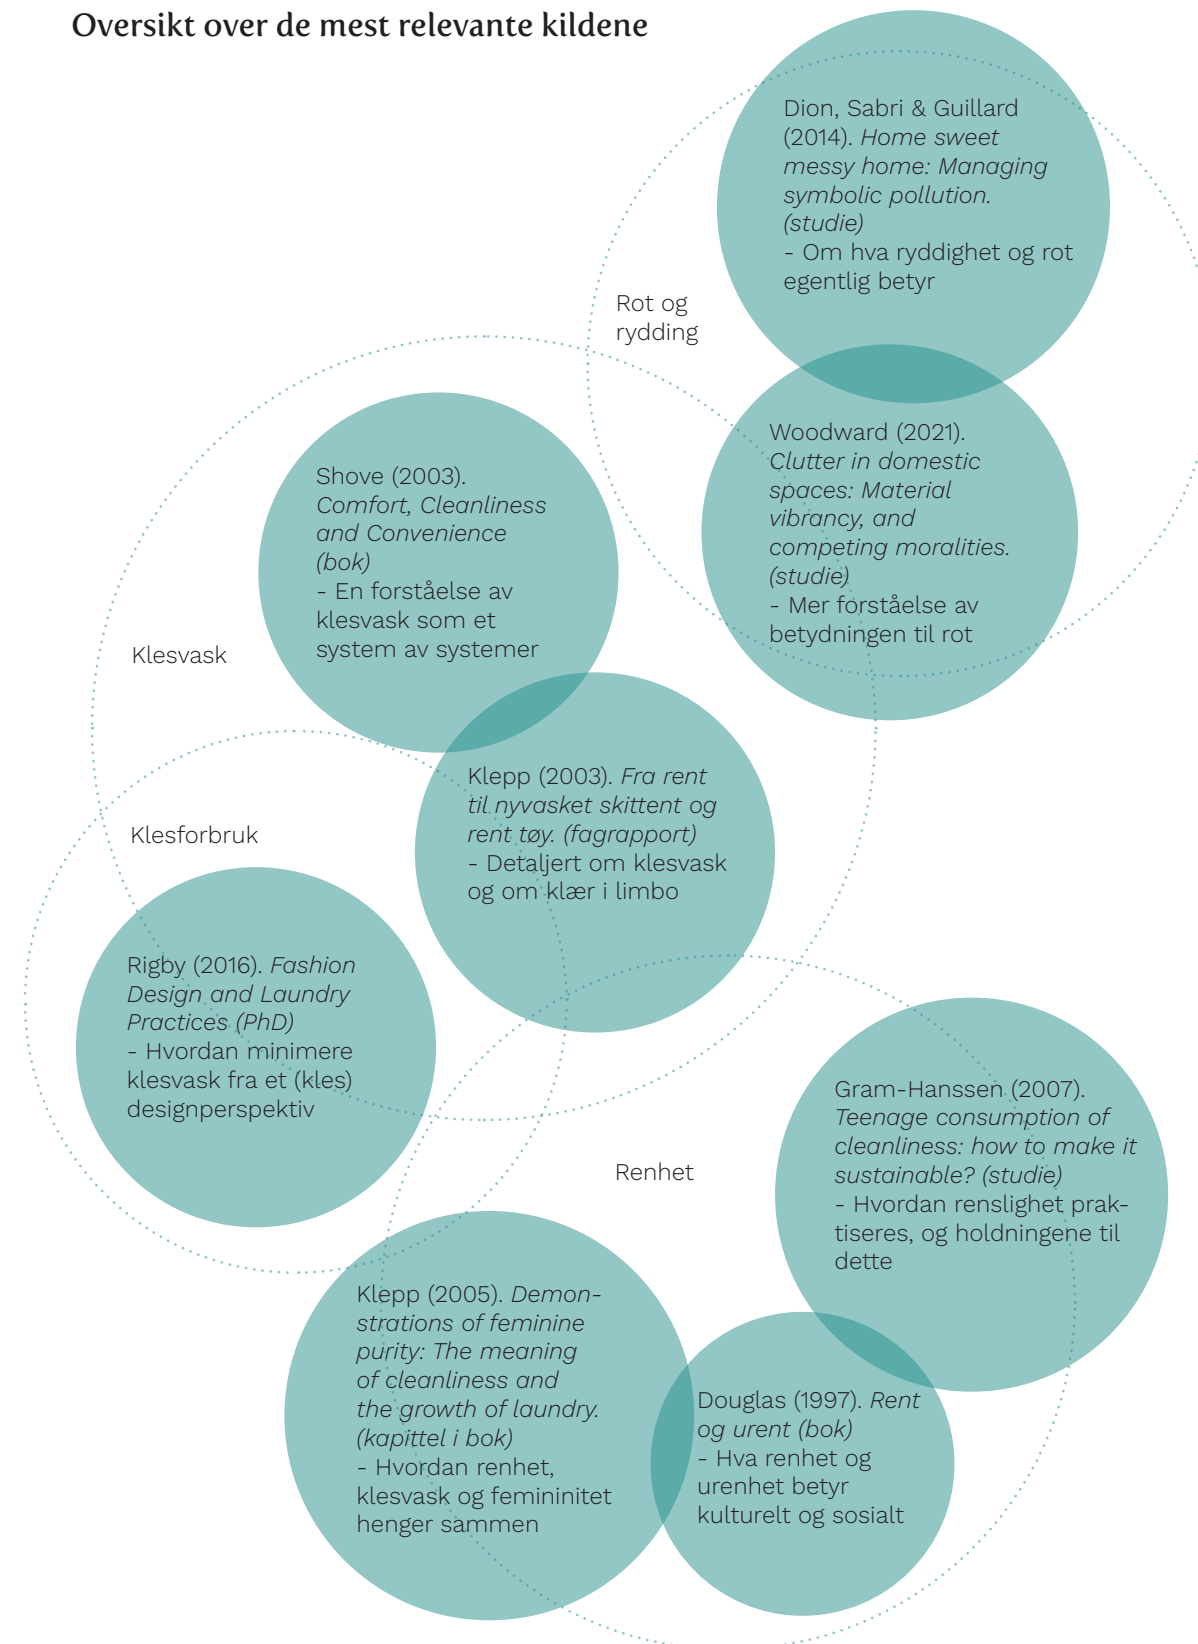 Oversikt over de mest relevante kildene
Dion, Sabri & Guillard
(2014). Home sweet
messy home: Managing
symbolic pollution.
(studie)
- Om hva ryddighet og rot
egentlig betyr
Rot og
rydding
Woodward (2021).
Clutter in domestic
spaces: Material
vibrancy, and
competing moralities.
(studie)
- Mer forståelse av
betydningen til rot
Shove (2003).
Comfort, Cleanliness
and Convenience
(bok)
- En forståelse av
klesvask som et
system av systemer
Klesvask
Klepp (2003). Fra rent
til nyvasket skittent og
rent tøy. (fagrapport)
- Detaljert om klesvask
og om klær i limbo
Klesforbruk
Rigby (2016). Fashion
Design and Laundry
Practices (PhD)
- Hvordan minimere
klesvask fra et (kles)
designperspektiv
Gram-Hanssen (2007).
Teenage consumption of
cleanliness: how to make it
sustainable? (studie)
- Hvordan renslighet prak-
tiseres, og holdningene til
dette
Renhet
Klepp (2005). Demon-
strations of feminine
purity: The meaning
of cleanliness and
the growth of laundry.
(kapittel i bok)
- Hvordan renhet,
klesvask og femininitet
henger sammen
Douglas (1997). Rent
og urent (bok)
- Hva renhet og
urenhet betyr
kulturelt og sosialt